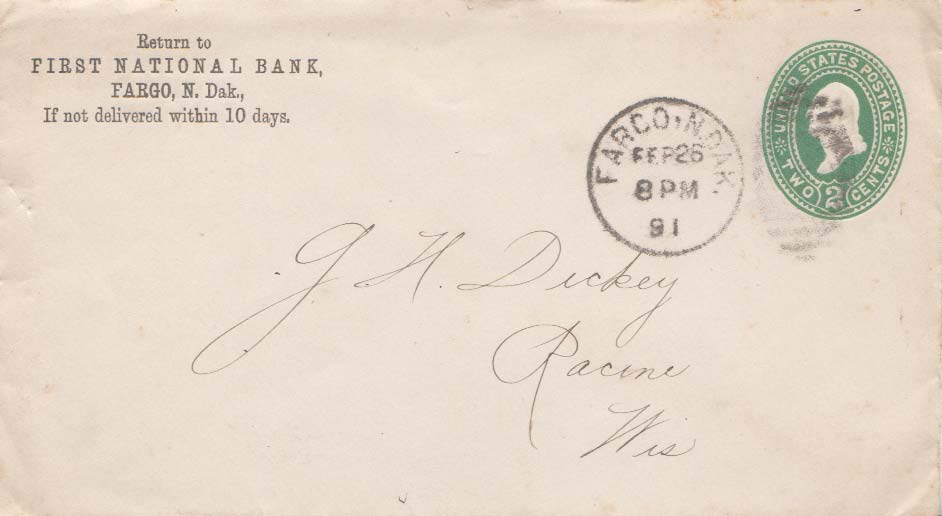 Return to
FIRST NATIONAL BANK,
FARGO, N. Dak.,
If not delivered within 10 days.
UNITED STATES POSTAGE
TWO 2 CENTS
FARGO, N. DAK.
FEB 26
8 PM
91
J. H. Dickey
Racine
Wis